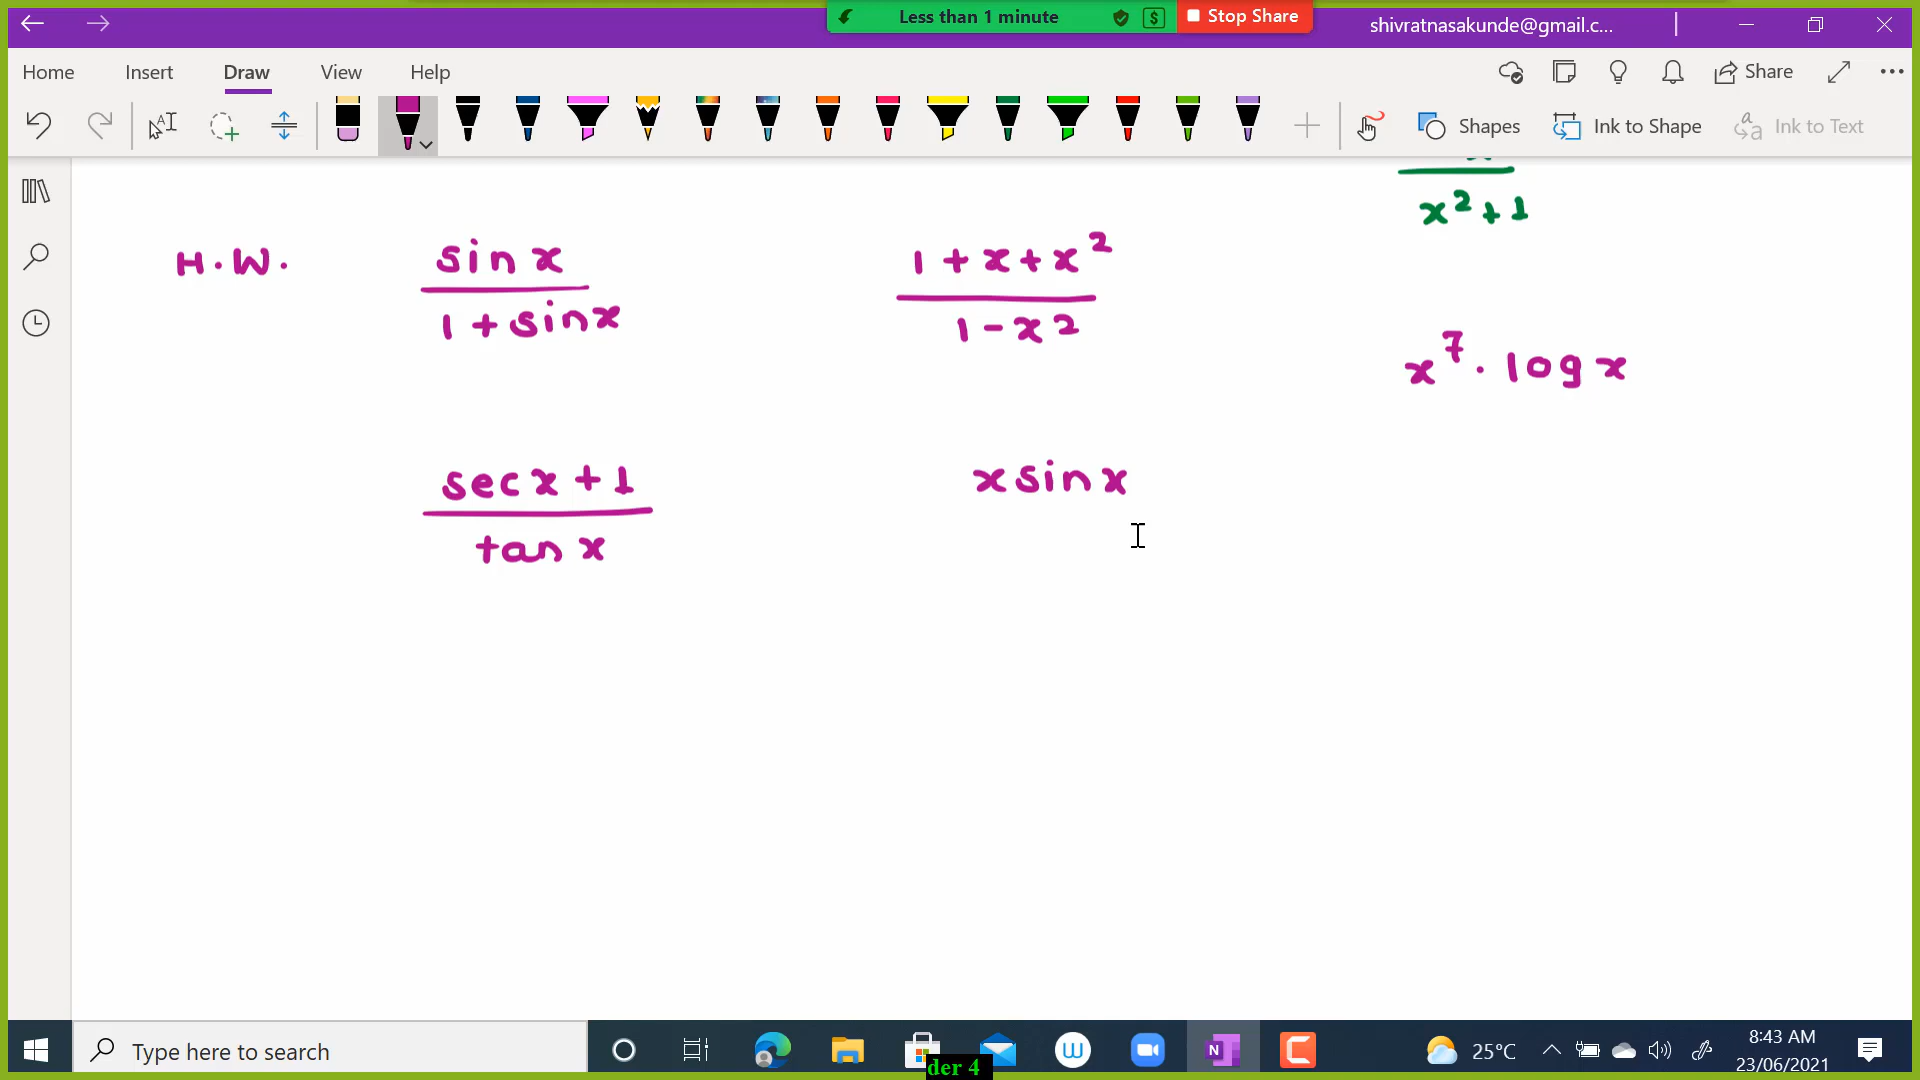 Less than 1 minute
Stop Share
shivratnasakunde@gmail.c...
Home Insert Draw View Help
Share
Shapes Ink to Shape Ink to Text
x²+1
H.W.
sin x
1 + sin x
1 + x + x²
1 - x²
x⁷ . log x
sec x + 1
tan x
x sin x
Type here to search
der 4
25°C
8:43 AM
23/06/2021